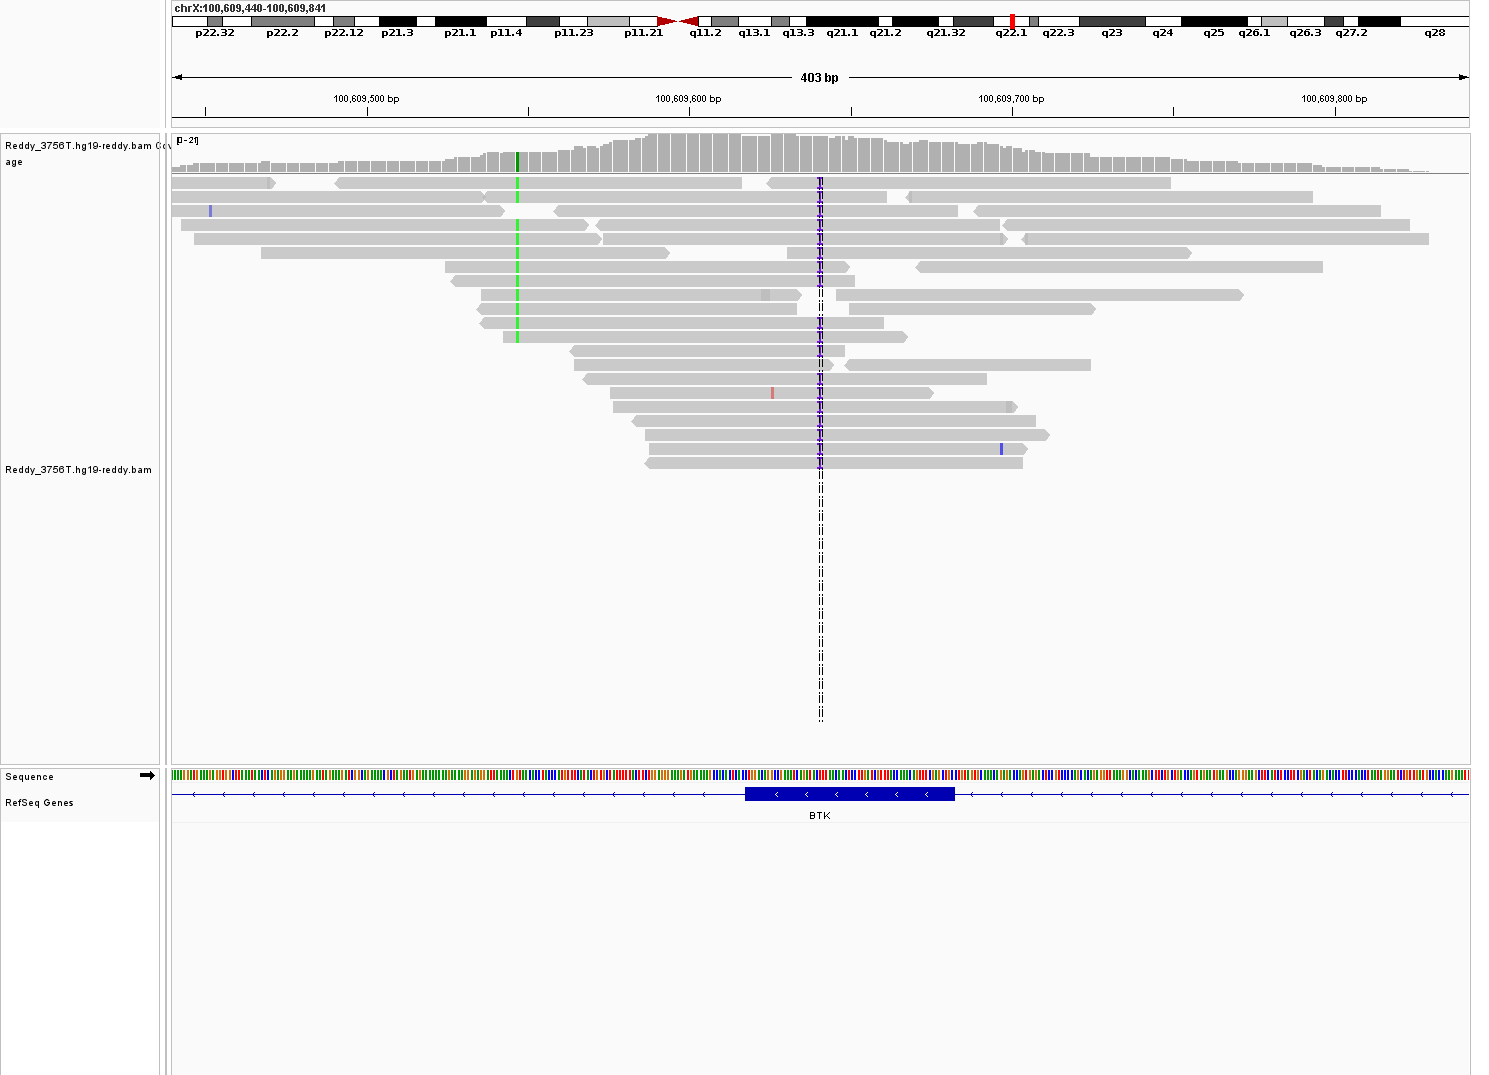 chrX:100,609,440-100,609,841
p22.32 p22.2 p22.12 p21.3 p21.1 p11.4 p11.23 p11.21 q11.2 q13.1 q13.3 q21.1 q21.2 q21.32 q22.1 q22.3 q23 q24 q25 q26.1 q26.3 q27.2 q28
403 bp
100,609,500 bp 100,609,600 bp 100,609,700 bp 100,609,800 bp
[0-21]
Reddy_3756T.hg19-reddy.bam Cov
age
Reddy_3756T.hg19-reddy.bam
Sequence
RefSeq Genes
BTK